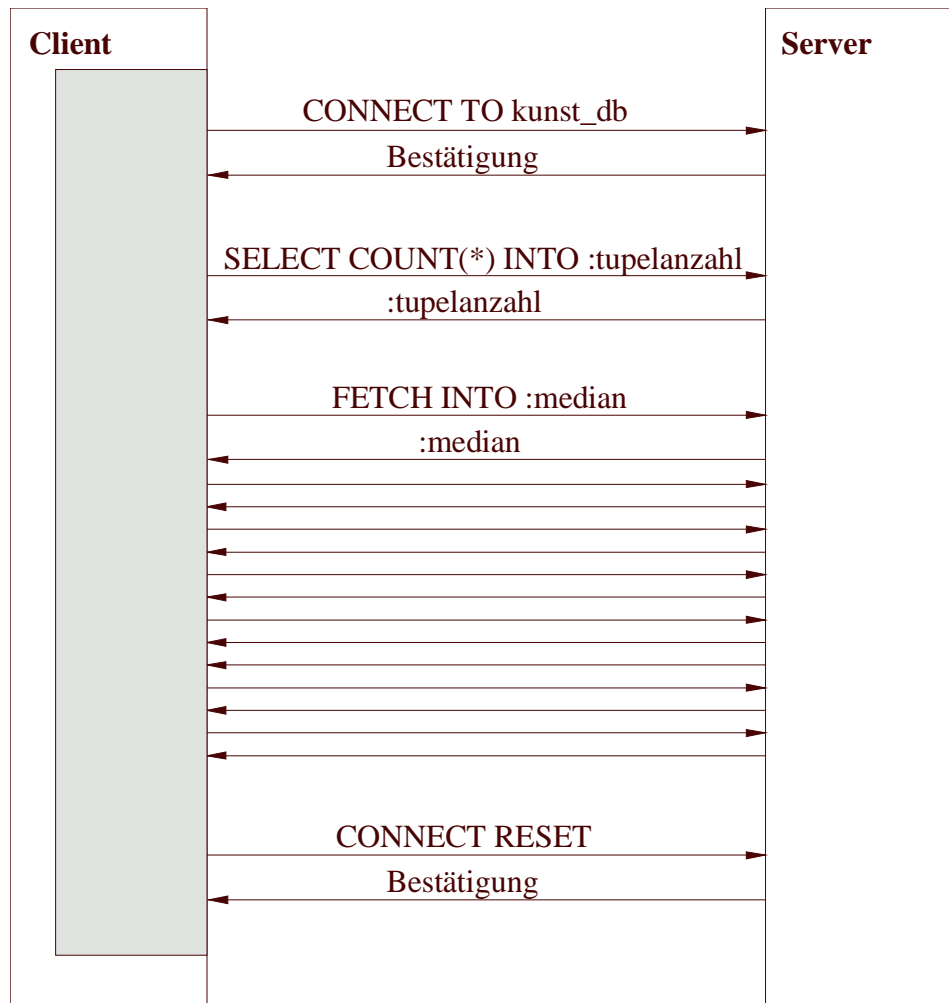 Client
Server
CONNECT TO kunst_db
Bestätigung
SELECT COUNT(*) INTO :tupelanzahl
:tupelanzahl
FETCH INTO :median
:median
CONNECT RESET
Bestätigung